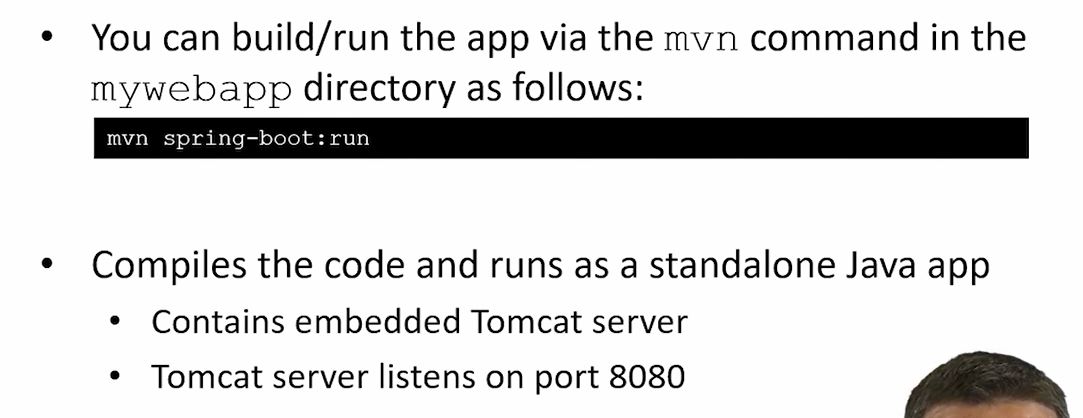 • You can build/run the app via the mvn command in the
mywebapp directory as follows:
mvn spring-boot:run
• Compiles the code and runs as a standalone Java app
• Contains embedded Tomcat server
• Tomcat server listens on port 8080